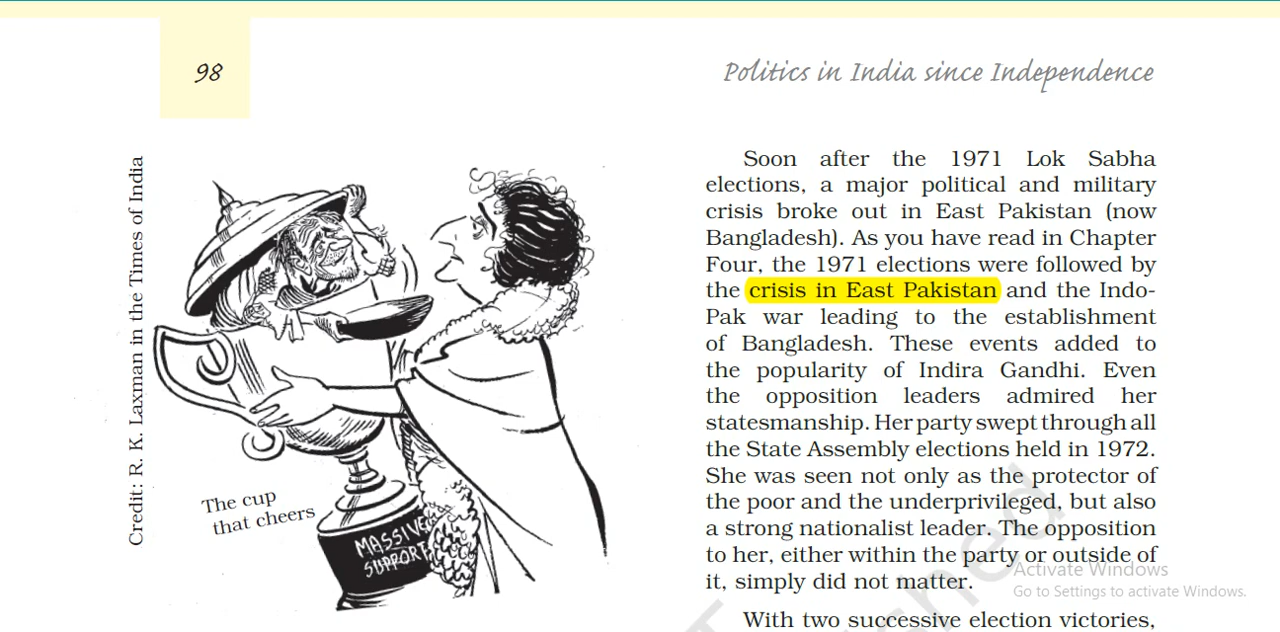 98
Politics in India since Independence
Credit: R. K. Laxman in the Times of India
The cup
that cheers
MASSIVE
SUPPORT
Soon after the 1971 Lok Sabha
elections, a major political and military
crisis broke out in East Pakistan (now
Bangladesh). As you have read in Chapter
Four, the 1971 elections were followed by
the crisis in East Pakistan and the Indo-
Pak war leading to the establishment
of Bangladesh. These events added to
the popularity of Indira Gandhi. Even
the opposition leaders admired her
statesmanship. Her party swept through all
the State Assembly elections held in 1972.
She was seen not only as the protector of
the poor and the underprivileged, but also
a strong nationalist leader. The opposition
to her, either within the party or outside of
it, simply did not matter.
With two successive election victories,
Activate Windows
Go to Settings to activate Windows.